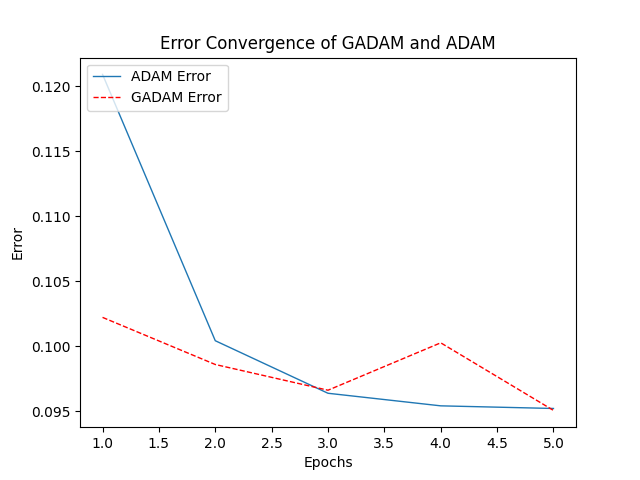 Error Convergence of GADAM and ADAM
ADAM Error
GADAM Error
0.120
0.115
0.110
0.105
0.100
0.095
Error
1.0 1.5 2.0 2.5 3.0 3.5 4.0 4.5 5.0
Epochs